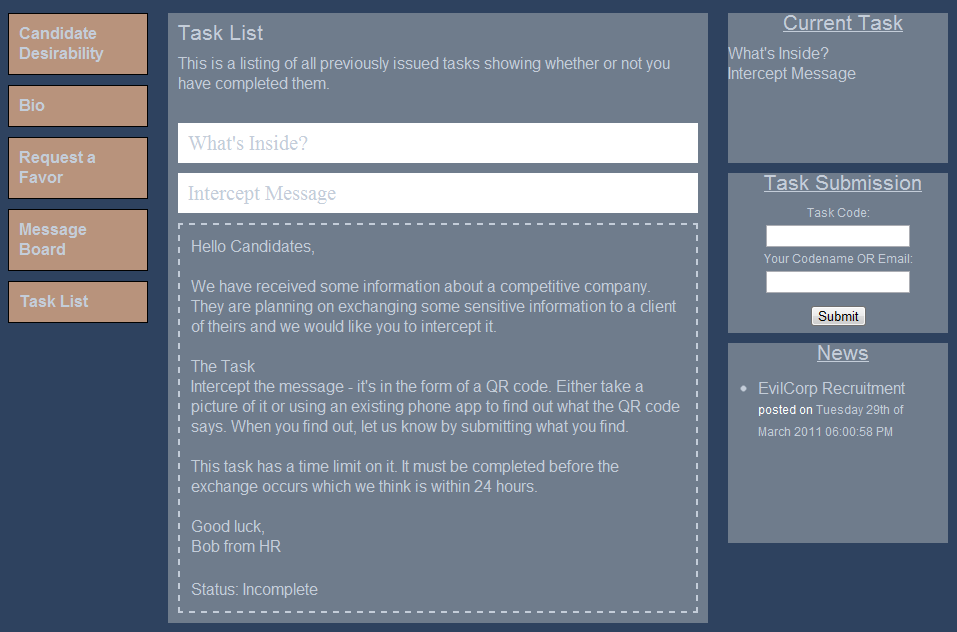 Candidate
Desirability
Bio
Request a
Favor
Message
Board
Task List
Task List
This is a listing of all previously issued tasks showing whether or not you
have completed them.
What's Inside?
Intercept Message
Hello Candidates,
We have received some information about a competitive company.
They are planning on exchanging some sensitive information to a client
of theirs and we would like you to intercept it.
The Task
Intercept the message - it's in the form of a QR code. Either take a
picture of it or using an existing phone app to find out what the QR code
says. When you find out, let us know by submitting what you find.
This task has a time limit on it. It must be completed before the
exchange occurs which we think is within 24 hours.
Good luck,
Bob from HR
Status: Incomplete
Current Task
What's Inside?
Intercept Message
Task Submission
Task Code:
Your Codename OR Email:
Submit
News
EvilCorp Recruitment
posted on Tuesday 29th of
March 2011 06:00:58 PM